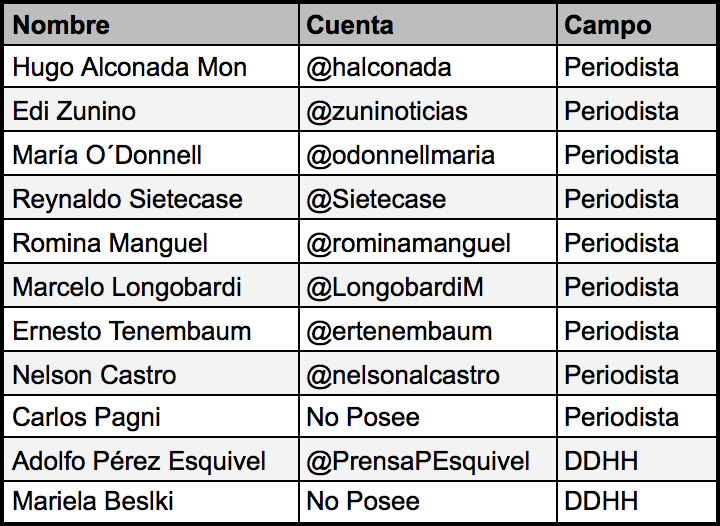 Nombre Cuenta Campo
Hugo Alconada Mon @halconada Periodista
Edi Zunino @zuninoticias Periodista
María O´Donnell @odonnellmaria Periodista
Reynaldo Sietecase @Sietecase Periodista
Romina Manguel @rominamanguel Periodista
Marcelo Longobardi @LongobardiM Periodista
Ernesto Tenembaum @ertenembaum Periodista
Nelson Castro @nelsonalcastro Periodista
Carlos Pagni No Posee Periodista
Adolfo Pérez Esquivel @PrensaPEsquivel DDHH
Mariela Beslki No Posee DDHH